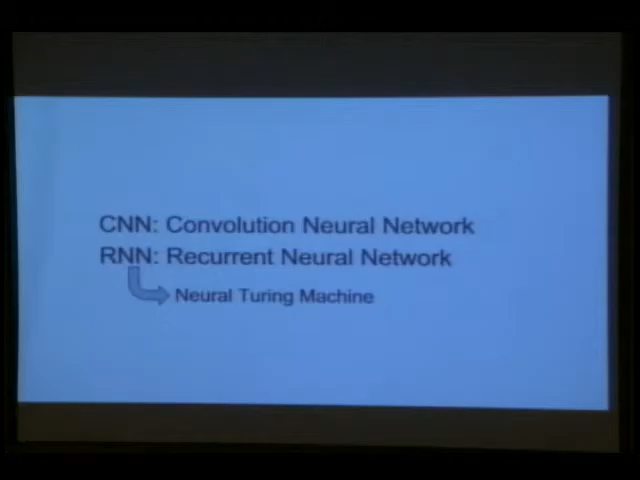 CNN: Convolution Neural Network
RNN: Recurrent Neural Network
Neural Turing Machine